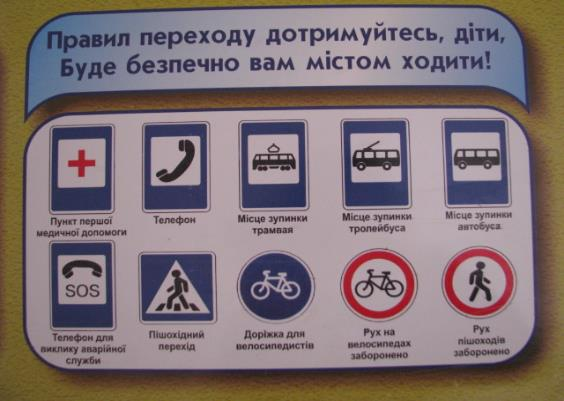 Правил переходу дотримуйтесь, діти,
Буде безпечно вам містом ходити!
Пункт першої
медичної допомоги
Телефон
Місце зупинки
трамвая
Місце зупинки
тролейбуса
Місце зупинки
автобуса
SOS
Телефон для
виклику аварійної
служби
Пішохідний
перехід
Доріжка для
велосипедистів
Рух на
велосипедах
заборонено
Рух
пішоходів
заборонено